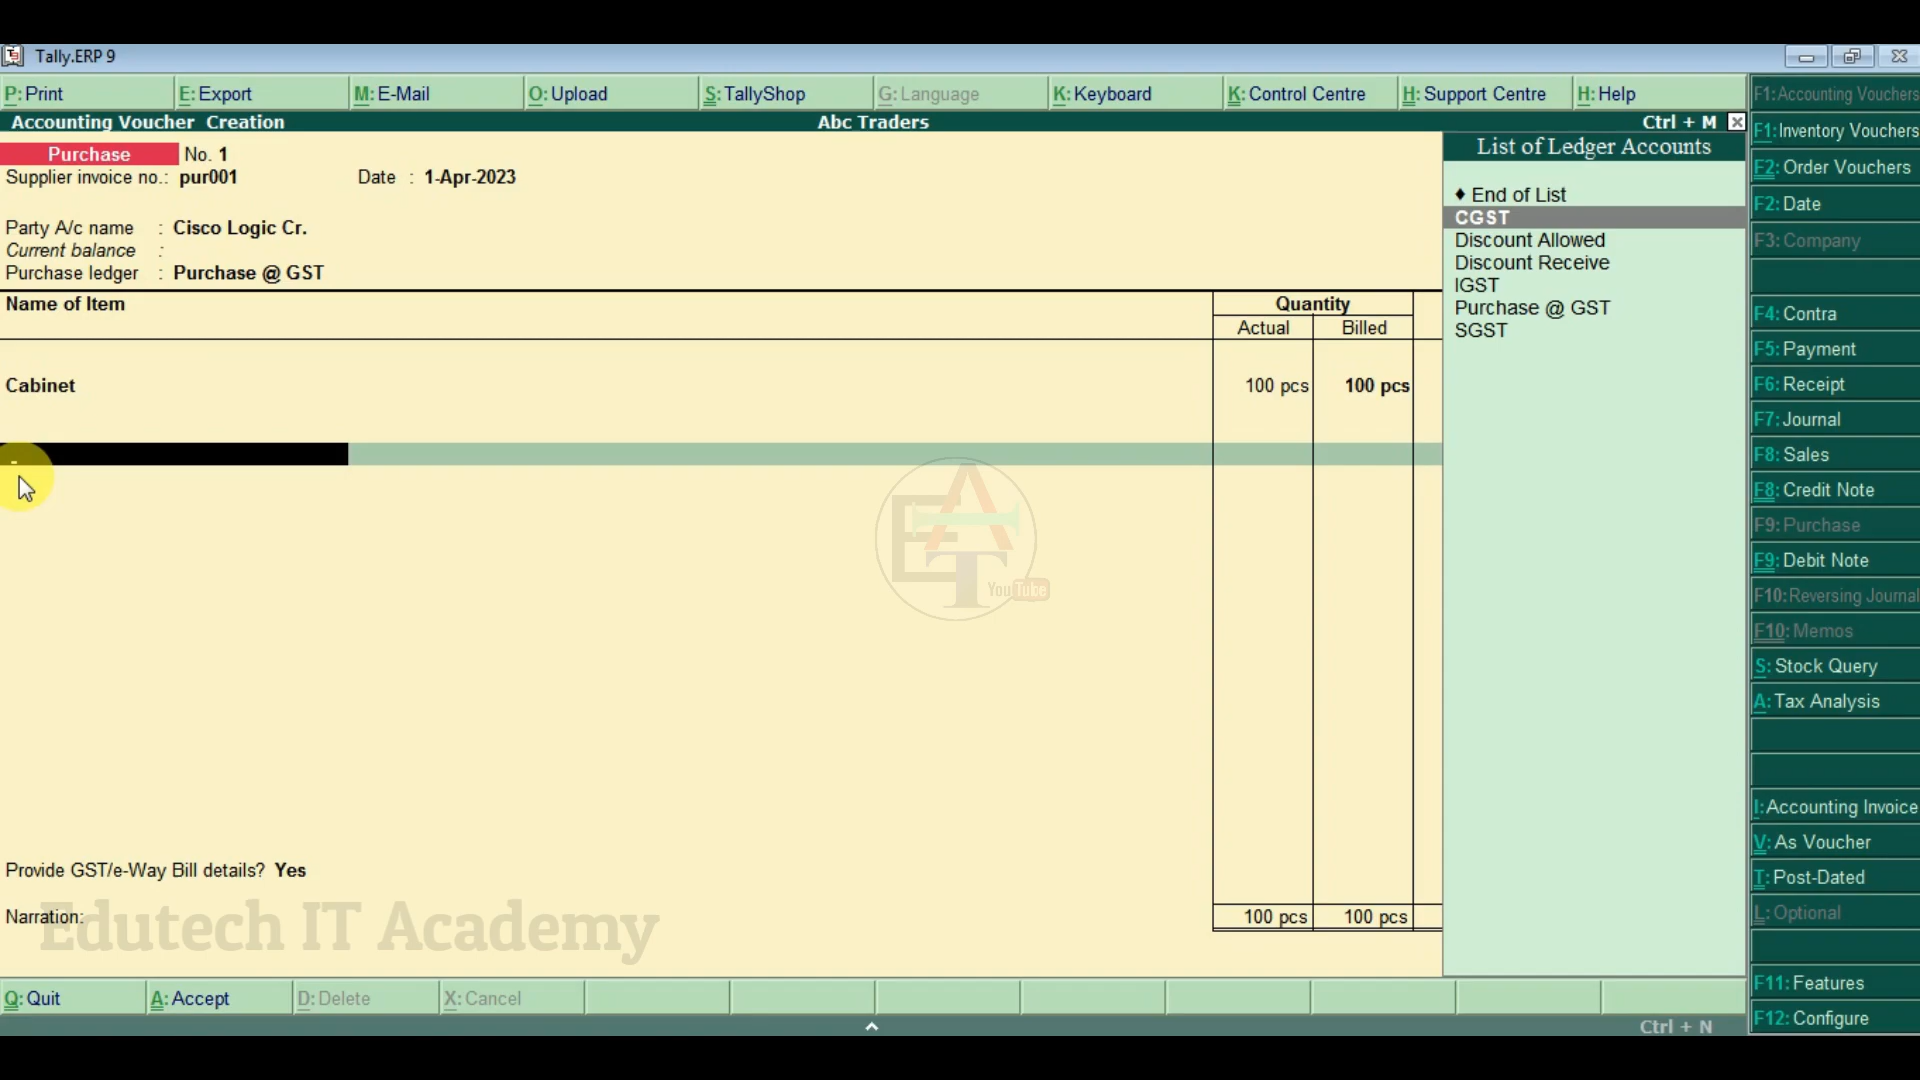 Tally.ERP 9
P: Print E: Export M: E-Mail O: Upload S: TallyShop G: Language K: Keyboard K: Control Centre H: Support Centre H: Help
Accounting Voucher Creation Abc Traders Ctrl + M
Purchase No. 1
Supplier invoice no.: pur001 Date : 1-Apr-2023
Party A/c name : Cisco Logic Cr.
Current balance :
Purchase ledger : Purchase @ GST
Name of Item Quantity
Actual Billed
Cabinet 100 pcs 100 pcs
EAT
YouTube
Provide GST/e-Way Bill details? Yes
Narration: 100 pcs 100 pcs
Edutech IT Academy
List of Ledger Accounts
♦ End of List
CGST
Discount Allowed
Discount Receive
IGST
Purchase @ GST
SGST
F1: Accounting Vouchers
F1: Inventory Vouchers
F2: Order Vouchers
F2: Date
F3: Company
F4: Contra
F5: Payment
F6: Receipt
F7: Journal
F8: Sales
F8: Credit Note
F9: Purchase
F9: Debit Note
F10: Reversing Journal
F10: Memos
S: Stock Query
A: Tax Analysis
I: Accounting Invoice
V: As Voucher
T: Post-Dated
L: Optional
F11: Features
F12: Configure
Q: Quit A: Accept D: Delete X: Cancel
Ctrl + N